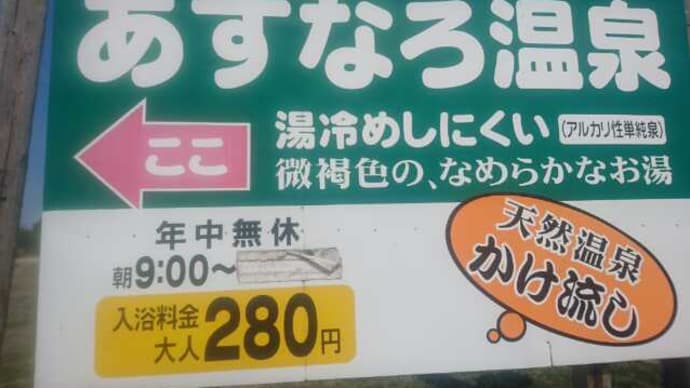 あすなろ温泉
ここ
湯冷めしにくい(アルカリ性単純泉)
微褐色の、なめらかなお湯
年中無休
朝9:00～
入浴料金
大人280円
天然温泉
かけ流し